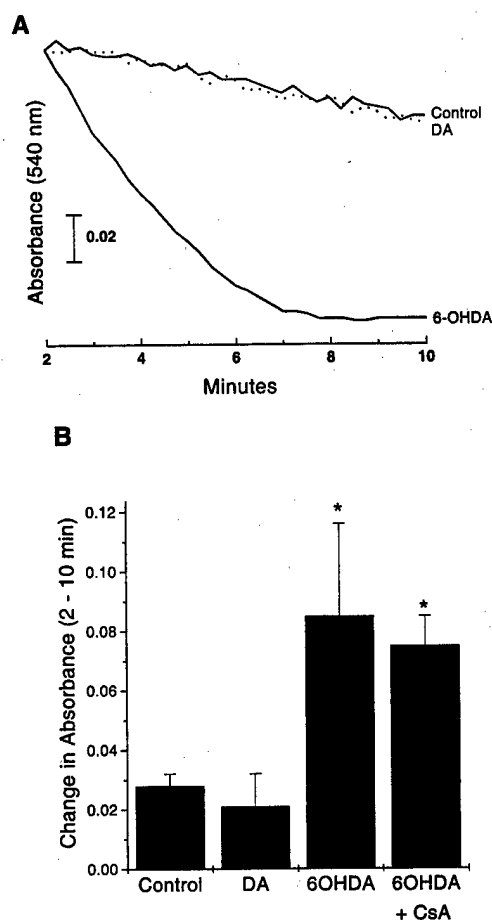 A
Absorbance (540 nm)
0.02
Control
DA
6-OHDA
2 4 6 8 10
Minutes
B
Change in Absorbance (2 - 10 min)
0.12
0.10
0.08
0.06
0.04
0.02
0.00
* *
Control DA 6OHDA 6OHDA
+ CsA